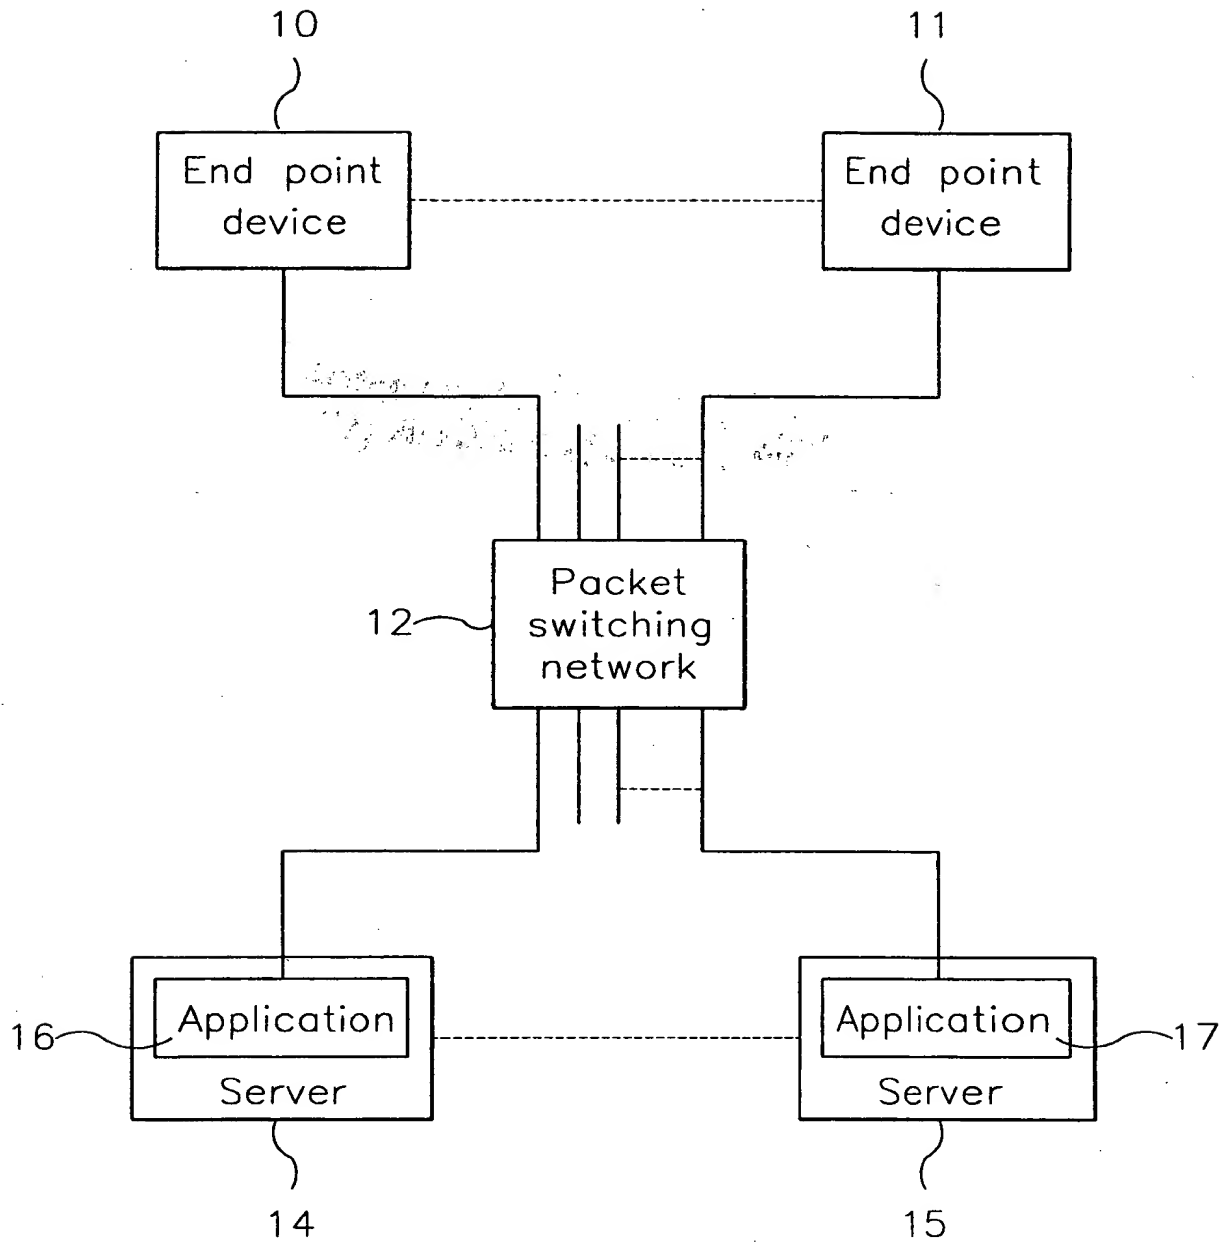 10
11
End point
device
End point
device
Packet
switching
network
12
Application
Server
16
Application
Server
17
14
15